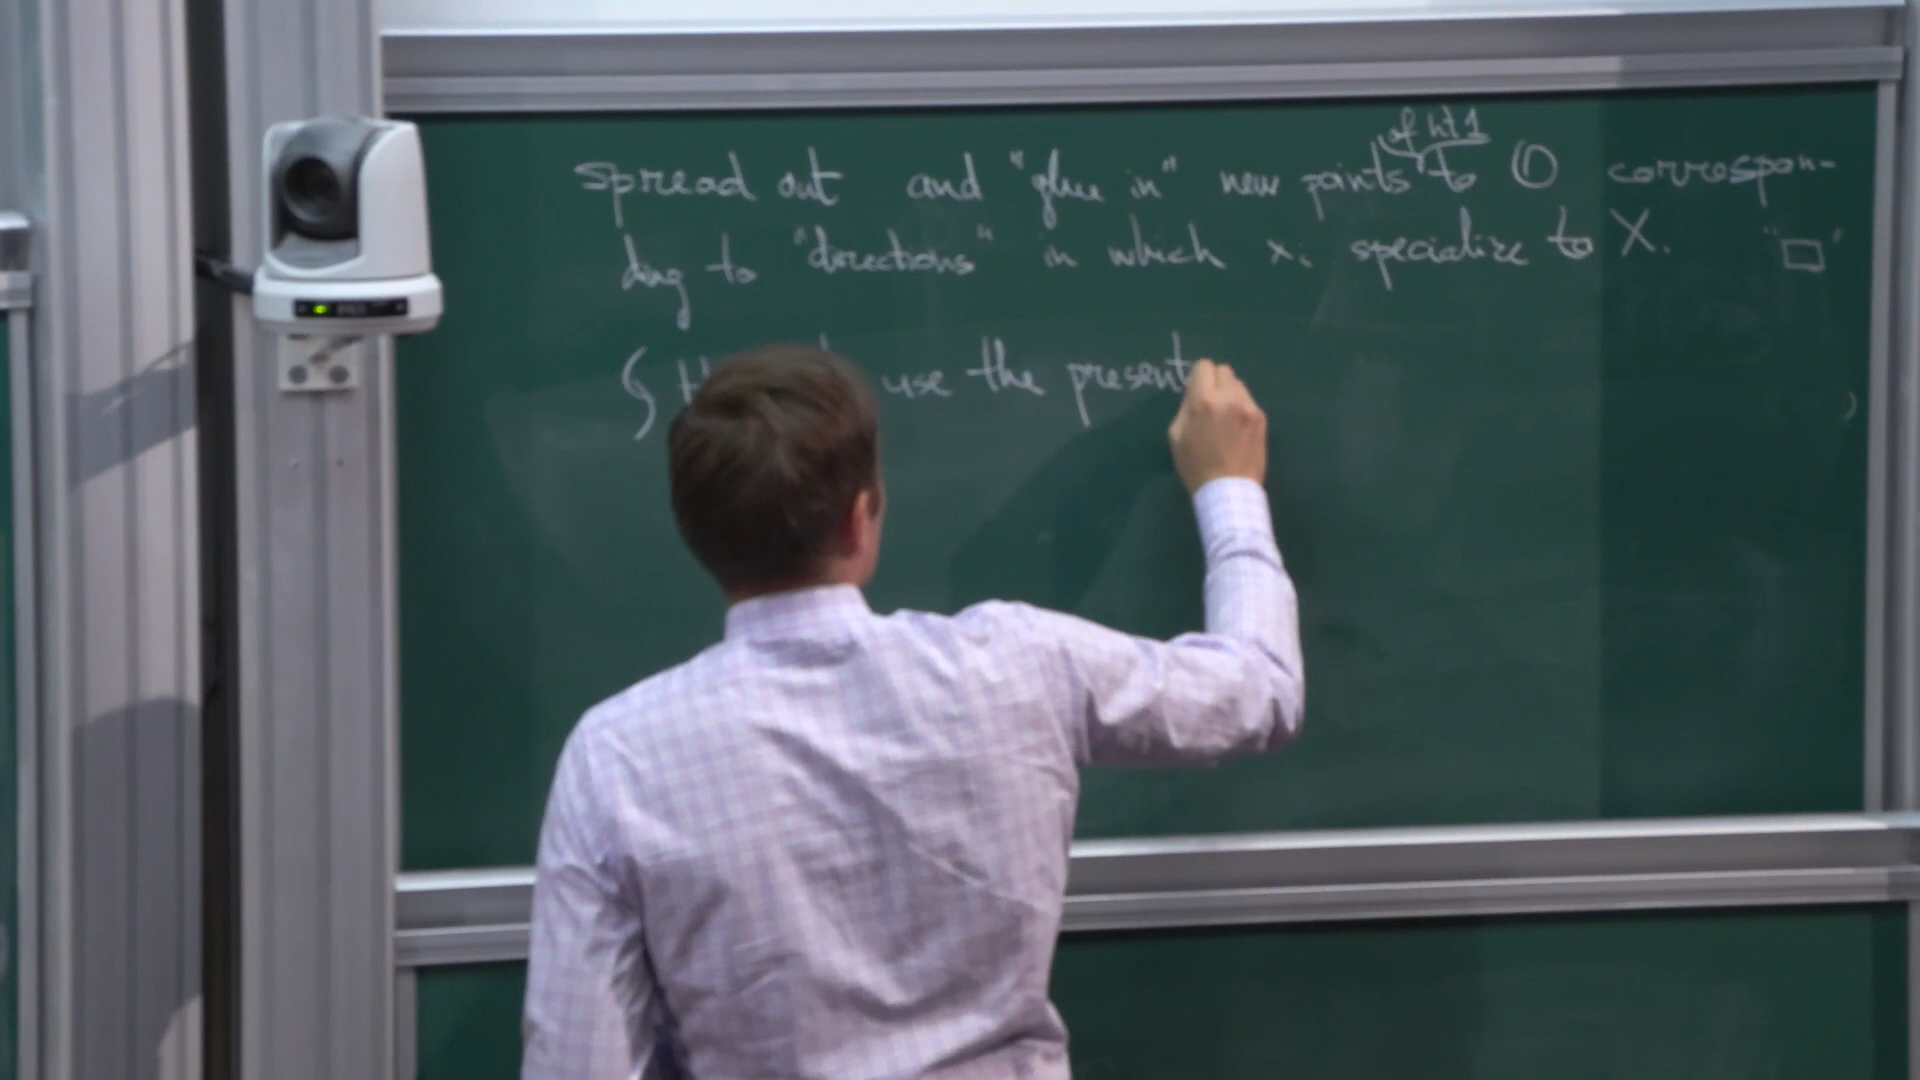 of ht 1
spread out and "glue in" new points to O correspon-
ding to "directions" in which xi specialize to X. "□"
§ use the present